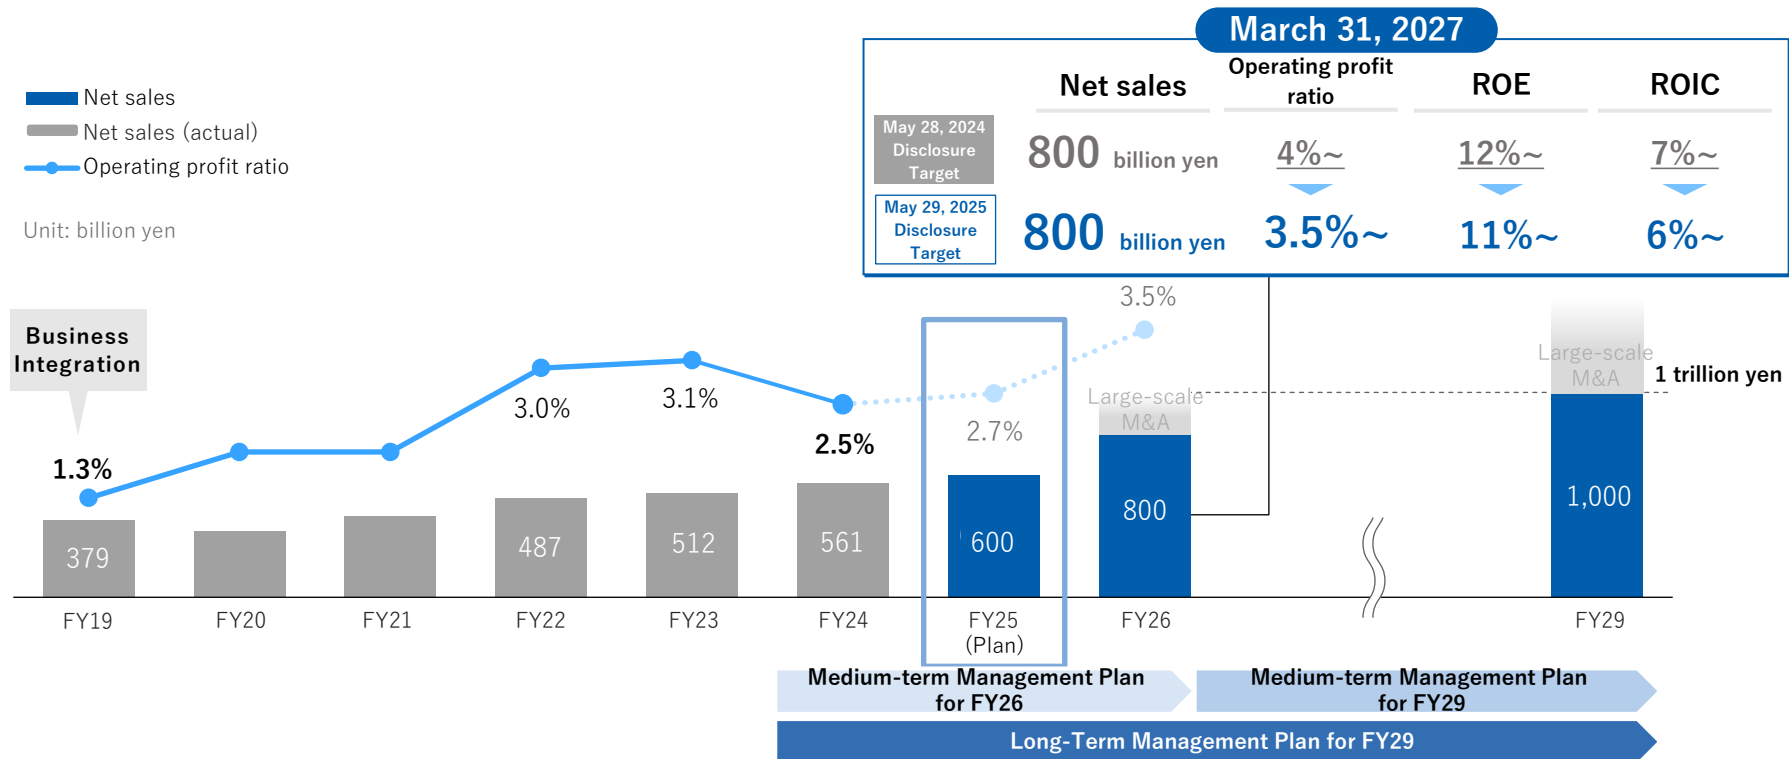 March 31, 2027
Net sales
Operating profit
ratio
ROE
ROIC
May 28, 2024
Disclosure
Target
800 billion yen
4%~
12%~
7%~
May 29, 2025
Disclosure
Target
800 billion yen
3.5%~
11%~
6%~
Net sales
Net sales (actual)
Operating profit ratio
Unit: billion yen
Business
Integration
1.3%
3.0%
3.1%
2.5%
2.7%
3.5%
Large-scale
M&A
Large-scale
M&A
1 trillion yen
379
487
512
561
600
800
1,000
FY19
FY20
FY21
FY22
FY23
FY24
FY25
(Plan)
FY26
FY29
Medium-term Management Plan
for FY26
Medium-term Management Plan
for FY29
Long-Term Management Plan for FY29